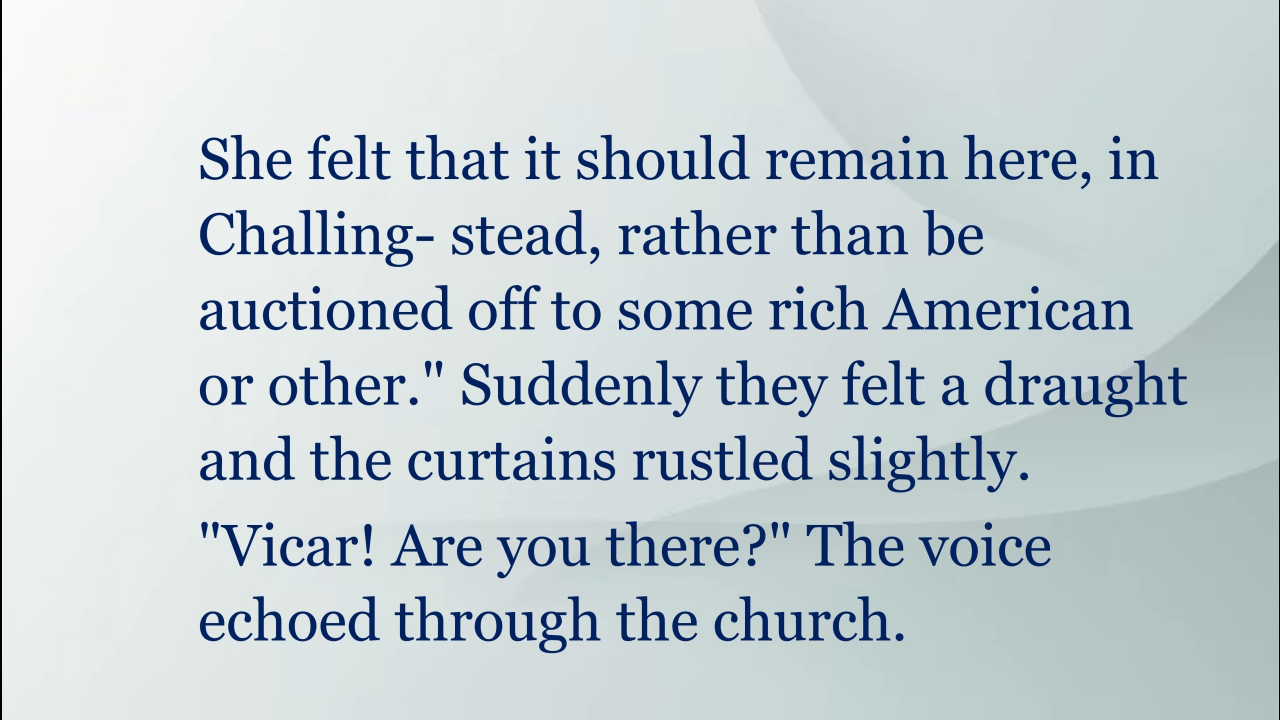 She felt that it should remain here, in
Challing- stead, rather than be
auctioned off to some rich American
or other." Suddenly they felt a draught
and the curtains rustled slightly.
"Vicar! Are you there?" The voice
echoed through the church.